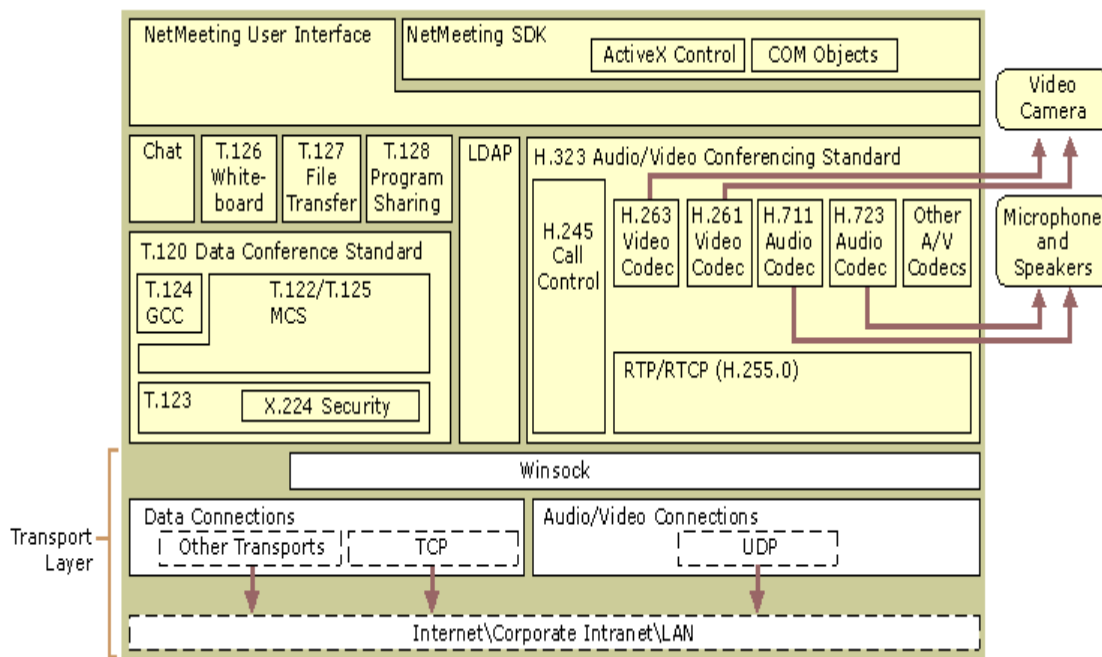 NetMeeting User Interface
NetMeeting SDK
ActiveX Control
COM Objects
Video
Camera
Chat
T.126
White-
board
T.127
File
Transfer
T.128
Program
Sharing
LDAP
H.323 Audio/Video Conferencing Standard
H.245
Call
Control
H.263
Video
Codec
H.261
Video
Codec
H.711
Audio
Codec
H.723
Audio
Codec
Other
A/V
Codecs
Microphone
and
Speakers
T.120 Data Conference Standard
T.124
GCC
T.122/T.125
MCS
RTP/RTCP (H.255.0)
T.123
X.224 Security
Winsock
Transport
Layer
Data Connections
Other Transports
TCP
Audio/Video Connections
UDP
Internet\Corporate Intranet\LAN